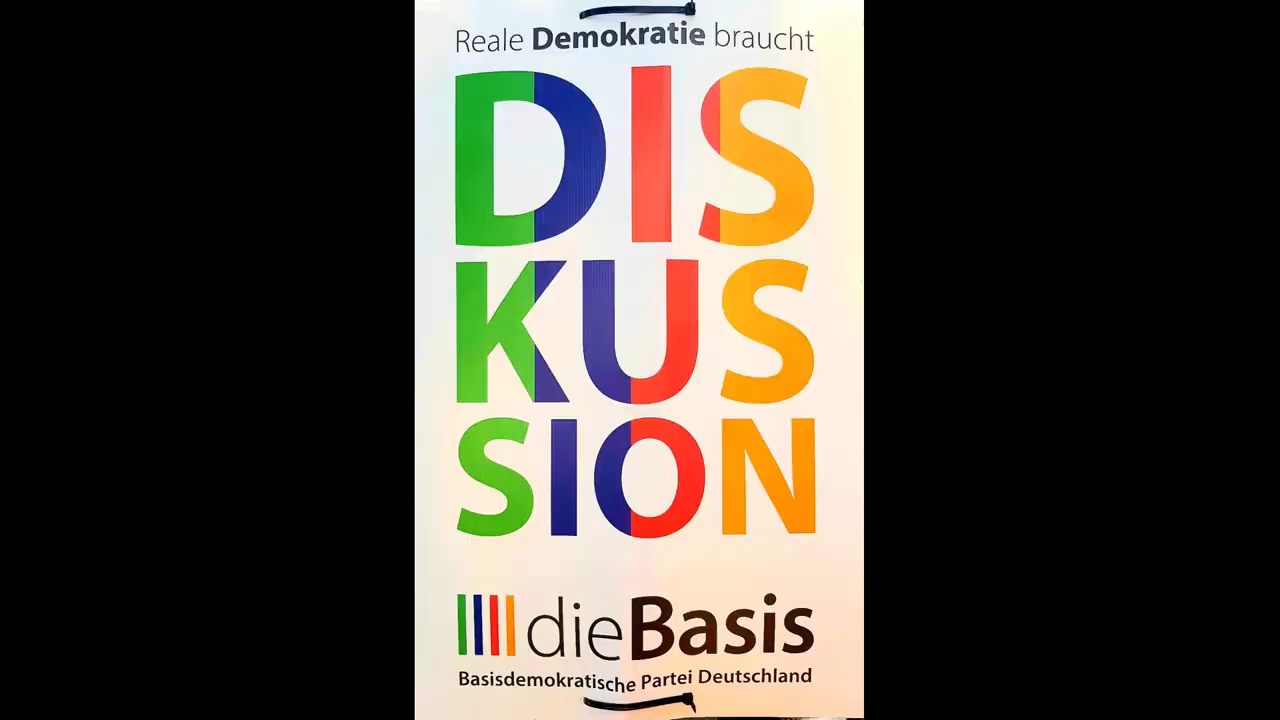 Reale Demokratie braucht
DIS
KUS
SION
dieBasis
Basisdemokratische Partei Deutschland